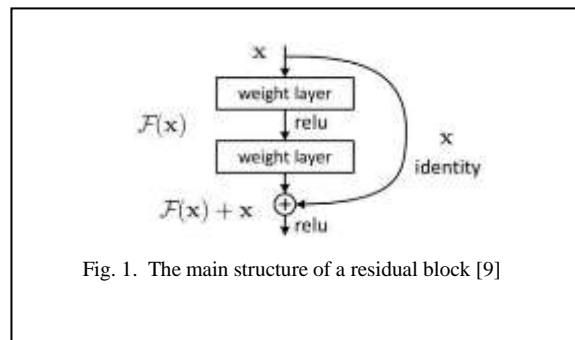 x
weight layer
F(x)
relu
x
weight layer
identity
F(x) + x
relu
Fig. 1. The main structure of a residual block [9]